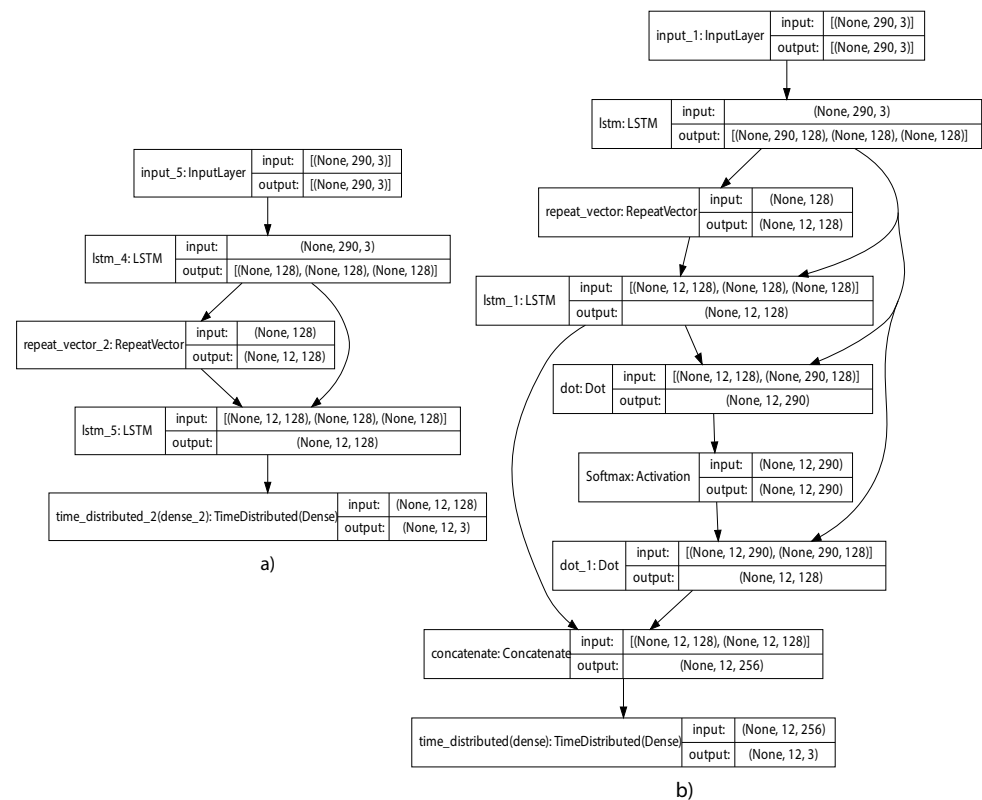 input_5: InputLayer
input:
[(None, 290, 3)]
output:
[(None, 290, 3)]
lstm_4: LSTM
input:
(None, 290, 3)
output:
[(None, 128), (None, 128), (None, 128)]
repeat_vector_2: RepeatVector
input:
(None, 128)
output:
(None, 12, 128)
lstm_5: LSTM
input:
[(None, 12, 128), (None, 128), (None, 128)]
output:
(None, 12, 128)
time_distributed_2(dense_2): TimeDistributed(Dense)
input:
(None, 12, 128)
output:
(None, 12, 3)
a)
input_1: InputLayer
input:
[(None, 290, 3)]
output:
[(None, 290, 3)]
lstm: LSTM
input:
(None, 290, 3)
output:
[(None, 290, 128), (None, 128), (None, 128)]
repeat_vector: RepeatVector
input:
(None, 128)
output:
(None, 12, 128)
lstm_1: LSTM
input:
[(None, 12, 128), (None, 128), (None, 128)]
output:
(None, 12, 128)
dot: Dot
input:
[(None, 12, 128), (None, 290, 128)]
output:
(None, 12, 290)
Softmax: Activation
input:
(None, 12, 290)
output:
(None, 12, 290)
dot_1: Dot
input:
[(None, 12, 290), (None, 290, 128)]
output:
(None, 12, 128)
concatenate: Concatenate
input:
[(None, 12, 128), (None, 12, 128)]
output:
(None, 12, 256)
time_distributed(dense): TimeDistributed(Dense)
input:
(None, 12, 256)
output:
(None, 12, 3)
b)